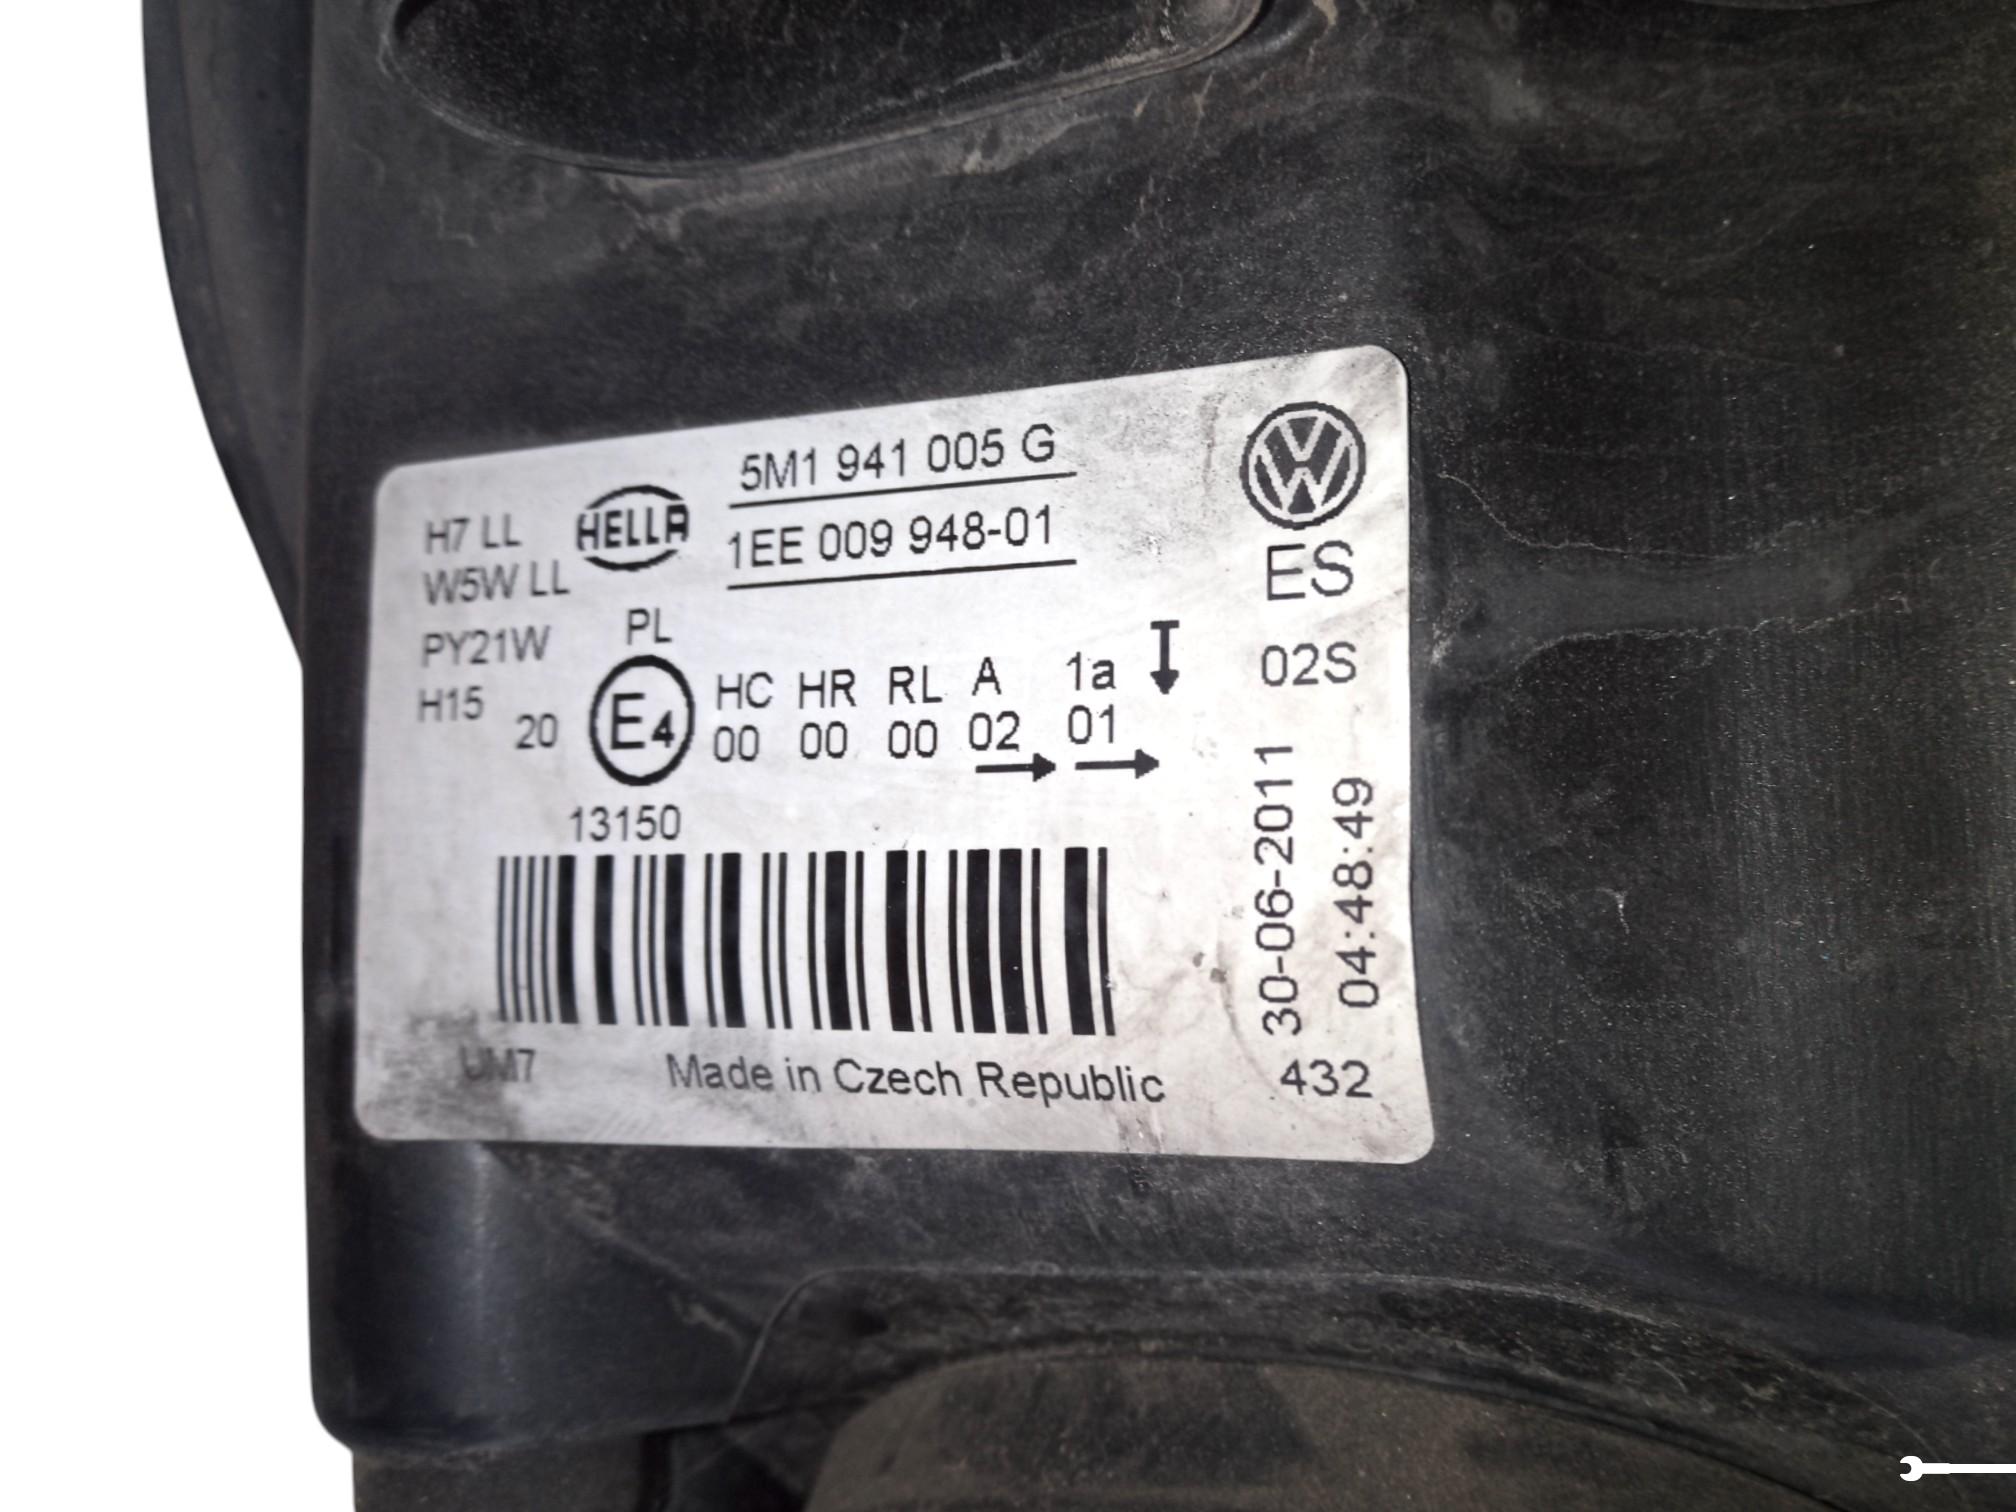 5M1 941 005 G
HELLA
1EE 009 948-01
H7 LL
W5W LL
PY21W
H15
PL
20 E4
HC HR RL A 1a
00 00 00 02 01
13150
UM7
Made in Czech Republic
VW
ES
02S
30-06-2011
04:48:49
432